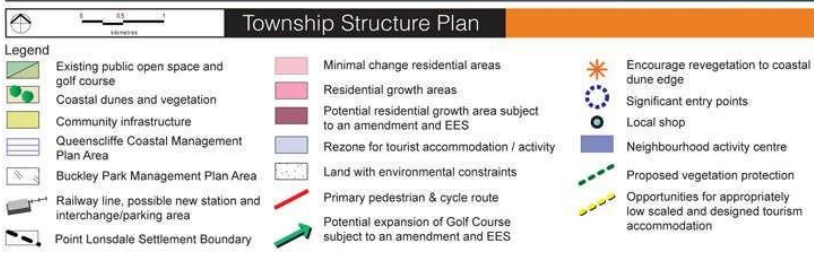 0 0.5 1
kilometres
Township Structure Plan
Legend
Existing public open space and
golf course
Coastal dunes and vegetation
Community infrastructure
Queenscliffe Coastal Management
Plan Area
Buckley Park Management Plan Area
Railway line, possible new station and
interchange/parking area
Point Lonsdale Settlement Boundary
Minimal change residential areas
Residential growth areas
Potential residential growth area subject
to an amendment and EES
Rezone for tourist accommodation / activity
Land with environmental constraints
Primary pedestrian & cycle route
Potential expansion of Golf Course
subject to an amendment and EES
Encourage revegetation to coastal
dune edge
Significant entry points
Local shop
Neighbourhood activity centre
Proposed vegetation protection
Opportunities for appropriately
low scaled and designed tourism
accommodation